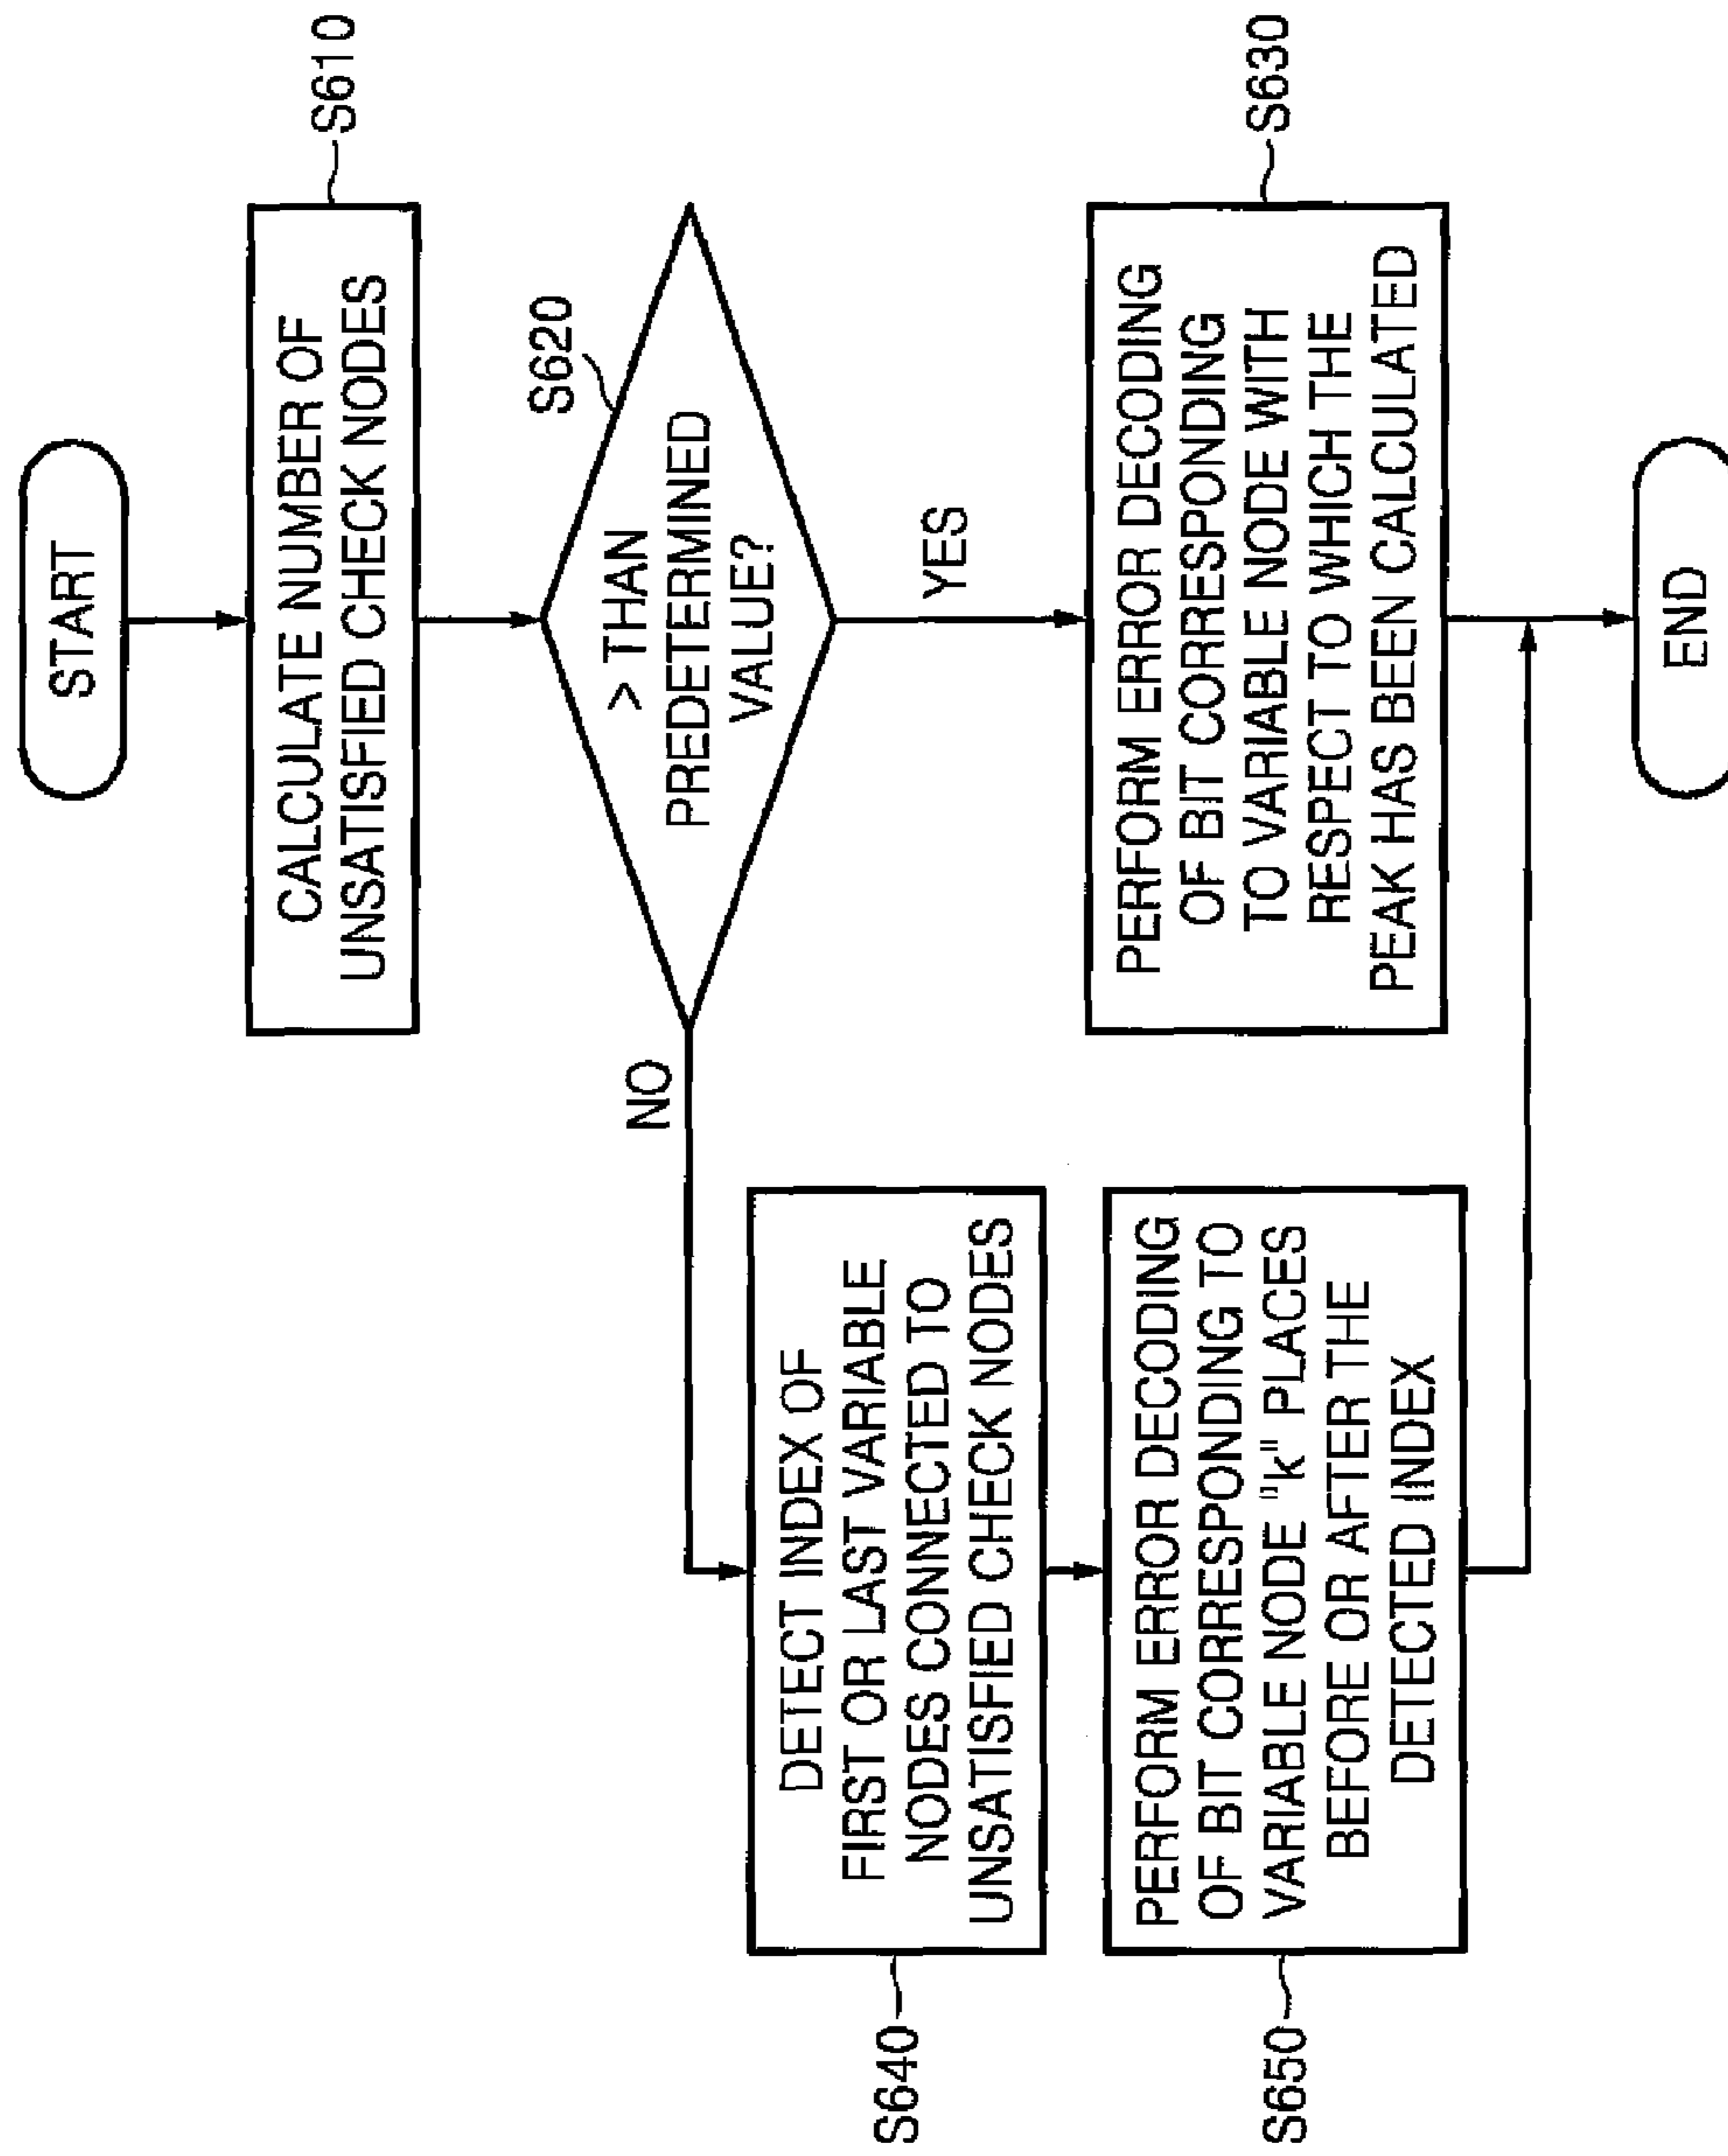 START
CALCULATE NUMBER OF
UNSATISFIED CHECK NODES
S610
> THAN
PREDETERMINED
VALUE?
S620
YES
NO
PERFORM ERROR DECODING
OF BIT CORRESPONDING
TO VARIABLE NODE WITH
RESPECT TO WHICH THE
PEAK HAS BEEN CALCULATED
S630
DETECT INDEX OF
FIRST OR LAST VARIABLE
NODES CONNECTED TO
UNSATISFIED CHECK NODES
S640
PERFORM ERROR DECODING
OF BIT CORRESPONDING TO
VARIABLE NODE "k" PLACES
BEFORE OR AFTER THE
DETECTED INDEX
S650
END